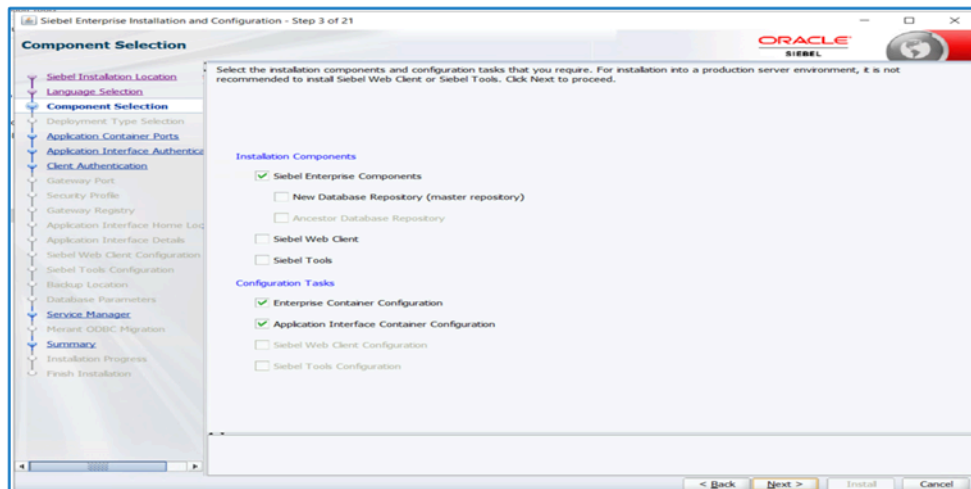 Siebel Enterprise Installation and Configuration - Step 3 of 21
Component Selection
ORACLE
SIEBEL
Siebel Installation Location
Language Selection
Component Selection
Deployment Type Selection
Application Container Ports
Application Interface Authentica
Client Authentication
Gateway Port
Security Profile
Gateway Registry
Application Interface Home Loc
Application Interface Details
Siebel Web Client Configuration
Siebel Tools Configuration
Backup Location
Database Parameters
Service Manager
Merant ODBC Migration
Summary
Installation Progress
Finish Installation
Select the installation components and configuration tasks that you require. For installation into a production server environment, it is not
recommended to install Siebel Web Client or Siebel Tools. Click Next to proceed.
Installation Components
Siebel Enterprise Components
New Database Repository (master repository)
Ancestor Database Repository
Siebel Web Client
Siebel Tools
Configuration Tasks
Enterprise Container Configuration
Application Interface Container Configuration
Siebel Web Client Configuration
Siebel Tools Configuration
< Back
Next >
Install
Cancel